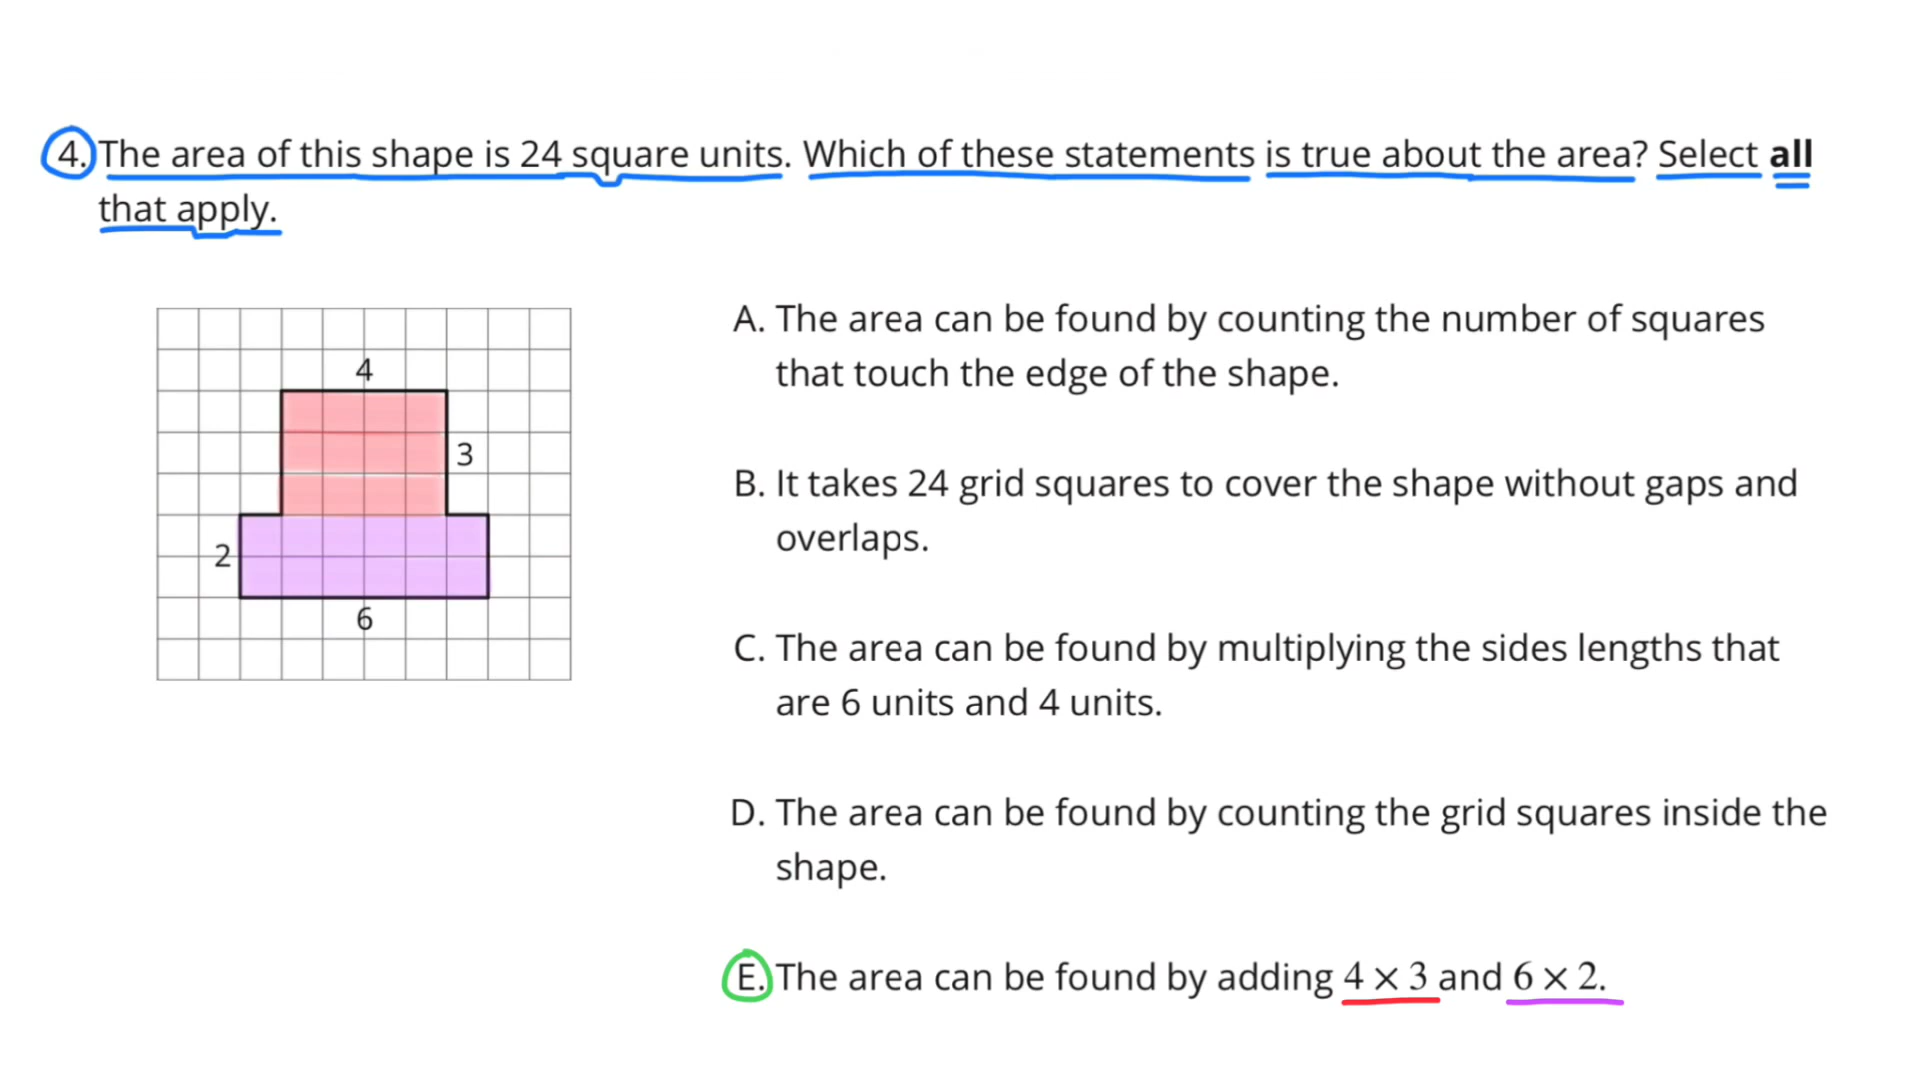 4. The area of this shape is 24 square units. Which of these statements is true about the area? Select all
that apply.
4
3
2
6
A. The area can be found by counting the number of squares
that touch the edge of the shape.
B. It takes 24 grid squares to cover the shape without gaps and
overlaps.
C. The area can be found by multiplying the sides lengths that
are 6 units and 4 units.
D. The area can be found by counting the grid squares inside the
shape.
E. The area can be found by adding 4 × 3 and 6 × 2.